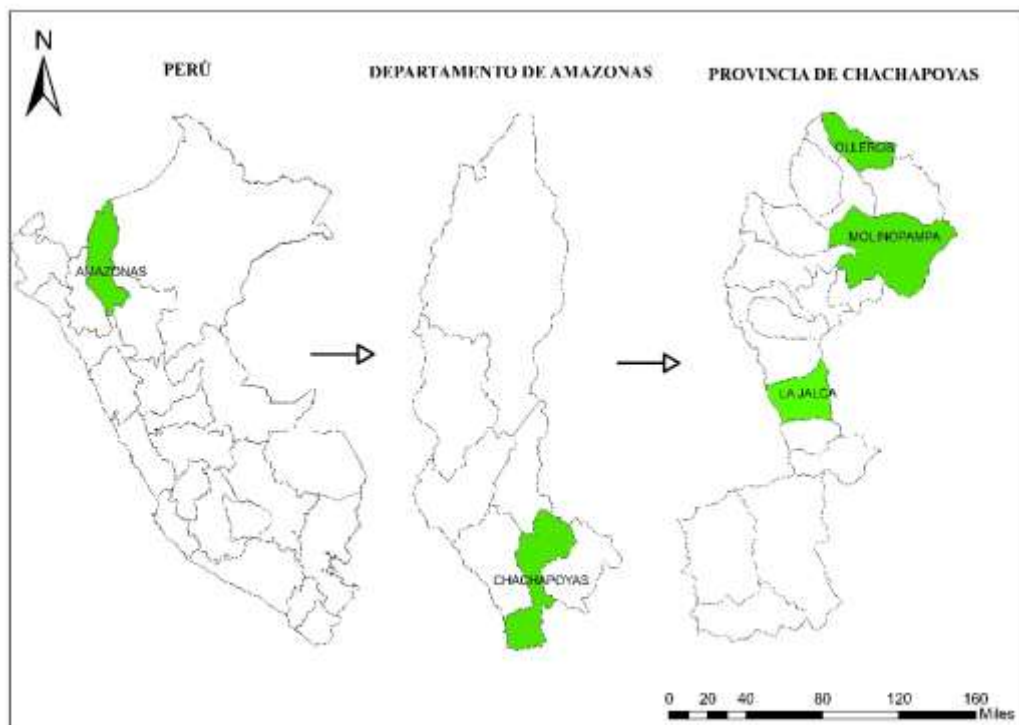 N
PERÚ
DEPARTAMENTO DE AMAZONAS
PROVINCIA DE CHACHAPOYAS
AMAZONAS
CHACHAPOYAS
OLLEROS
MOLINOPAMPA
LA JALCA
0 20 40 80 120 160
Miles